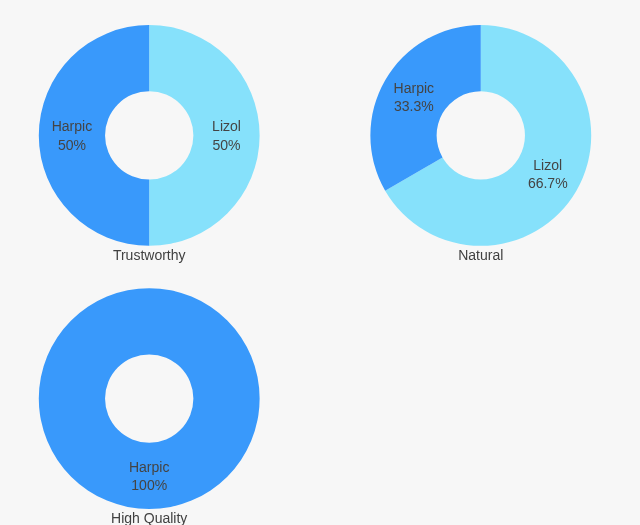 Harpic
50%
Lizol
50%
Trustworthy
Harpic
33.3%
Lizol
66.7%
Natural
Harpic
100%
High Quality